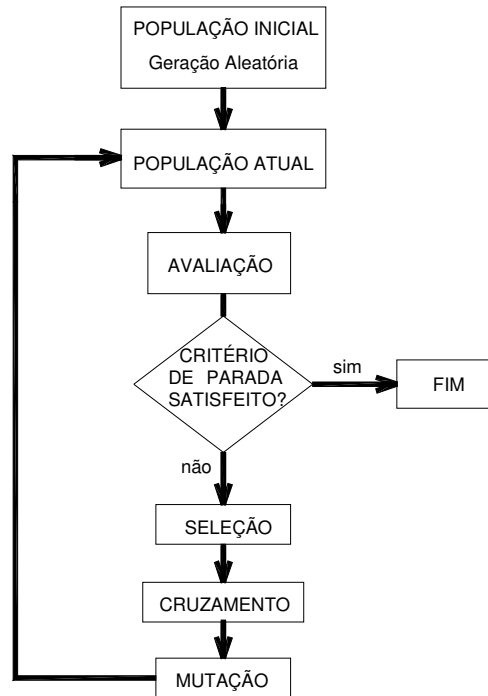 POPULAÇÃO INICIAL
Geração Aleatória
POPULAÇÃO ATUAL
AVALIAÇÃO
CRITÉRIO
DE PARADA
SATISFEITO?
sim
FIM
não
SELEÇÃO
CRUZAMENTO
MUTAÇÃO